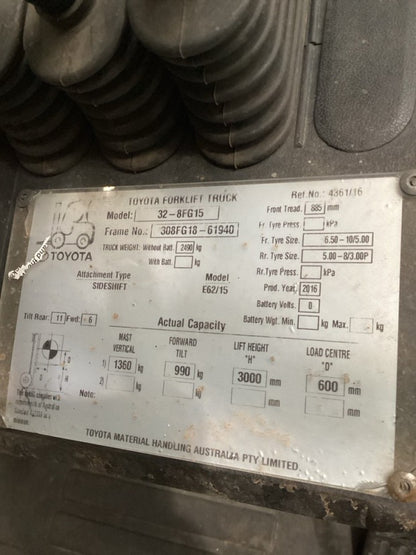 TOYOTA FORKLIFT TRUCK
Ref.No.: 4361/16
Model: 32-8FG15
Front Tread. 885 mm
Frame No.: 308FG18-61940
Fr. Tyre Press. kPa
TOYOTA
TRUCK WEIGHT: Without Batt. 2490 kg
Fr. Tyre Size. 6.50-10/5.00
With Batt. kg
Rr. Tyre Size. 5.00-8/3.00P
Rr. Tyre Press. kPa
Attachment Type
Model
Prod. Year. 2016
SIDESHIFT
E62/15
Battery Volts. 0
Battery Wgt. Min. kg Max. kg
Tilt Rear: 11 Fwd: 6
Actual Capacity
MAST VERTICAL
FORWARD TILT
LIFT HEIGHT "H"
LOAD CENTRE "D"
1) 1360 kg 990 kg 3000 mm 600 mm
2) kg kg mm mm
Note:
TOYOTA MATERIAL HANDLING AUSTRALIA PTY LIMITED